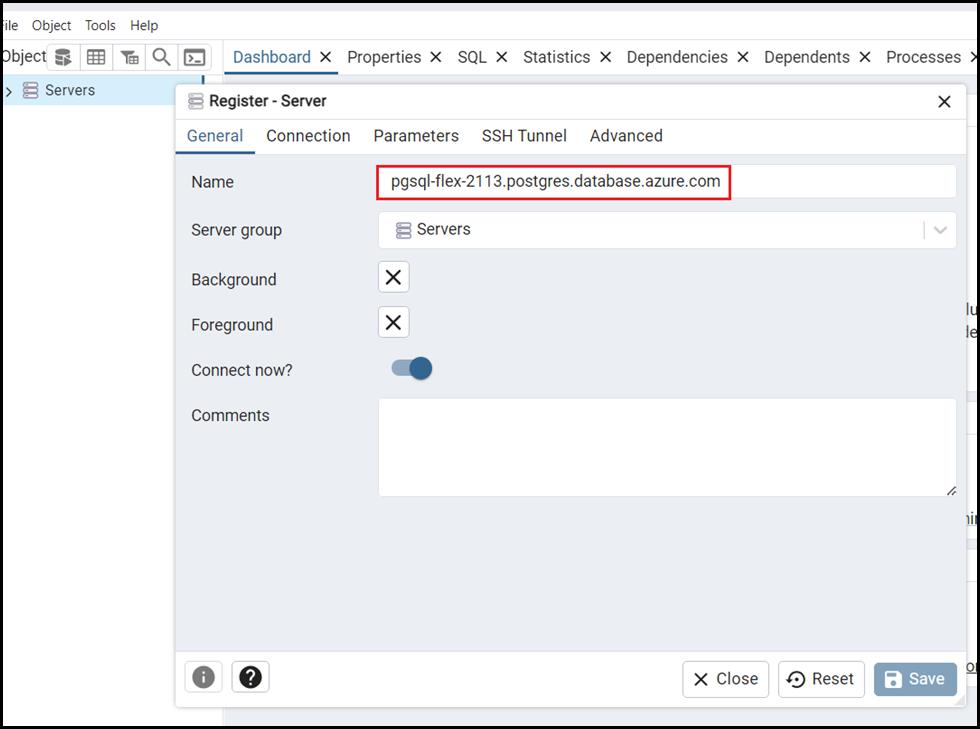 ile Object Tools Help
Object Dashboard Properties SQL Statistics Dependencies Dependents Processes
Servers
Register - Server
General Connection Parameters SSH Tunnel Advanced
Name pgsql-flex-2113.postgres.database.azure.com
Server group Servers
Background
Foreground
Connect now?
Comments
Close Reset Save